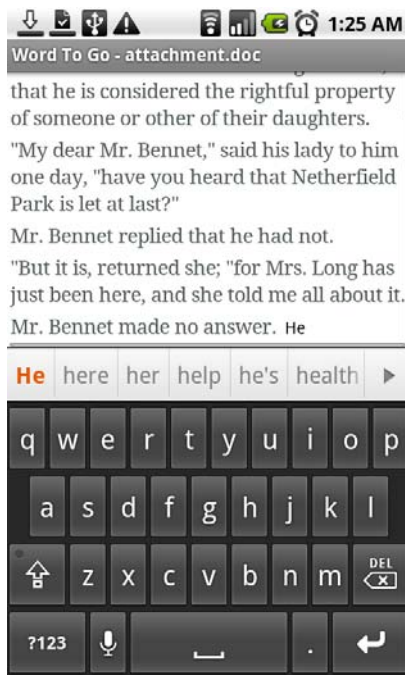 1:25 AM
Word To Go - attachment.doc
that he is considered the rightful property
of someone or other of their daughters.
"My dear Mr. Bennet," said his lady to him
one day, "have you heard that Netherfield
Park is let at last?"
Mr. Bennet replied that he had not.
"But it is, returned she; "for Mrs. Long has
just been here, and she told me all about it.
Mr. Bennet made no answer. He
He here her help he's health
q w e r t y u i o p
a s d f g h j k l
z x c v b n m DEL
?123 .